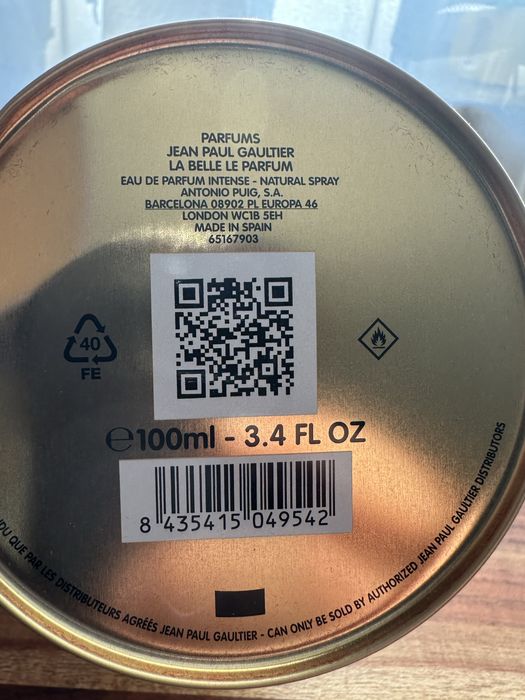 PARFUMS
JEAN PAUL GAULTIER
LA BELLE LE PARFUM
EAU DE PARFUM INTENSE - NATURAL SPRAY
ANTONIO PUIG, S.A.
BARCELONA 08902 PL EUROPA 46
LONDON WC1B 5EH
MADE IN SPAIN
65167903
40
FE
℮100ml - 3.4 FL OZ
8 435415 049542
QUE PAR LES DISTRIBUTEURS AGRÉÉS JEAN PAUL GAULTIER - CAN ONLY BE SOLD BY AUTHORIZED JEAN PAUL GAULTIER DISTRIBUTORS